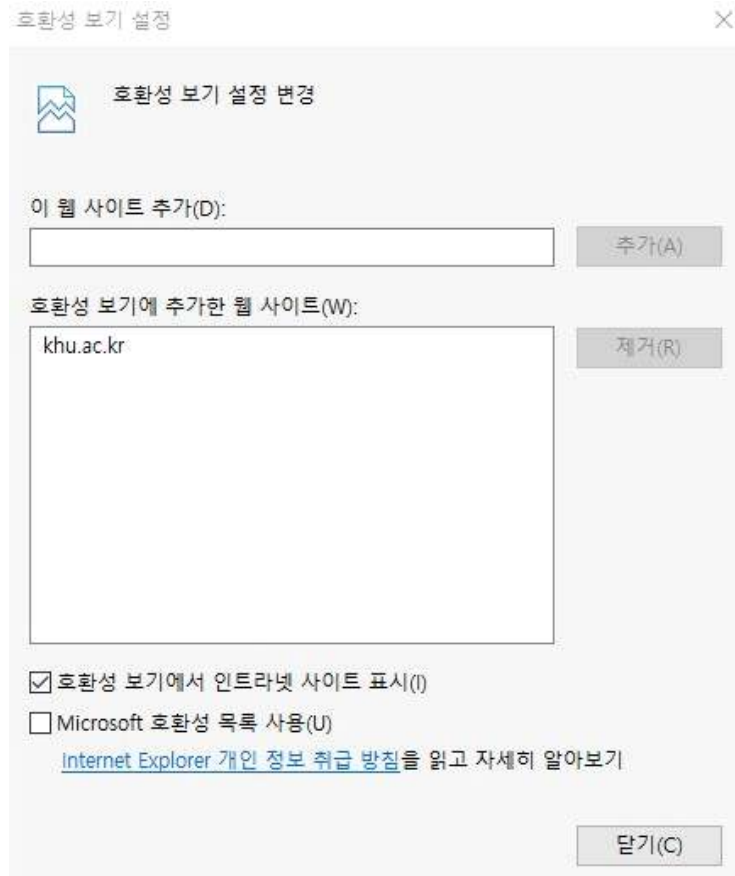 호환성 보기 설정
호환성 보기 설정 변경
이 웹 사이트 추가(D):
추가(A)
호환성 보기에 추가한 웹 사이트(W):
khu.ac.kr
제거(R)
호환성 보기에서 인트라넷 사이트 표시(I)
Microsoft 호환성 목록 사용(U)
Internet Explorer 개인 정보 취급 방침을 읽고 자세히 알아보기
닫기(C)